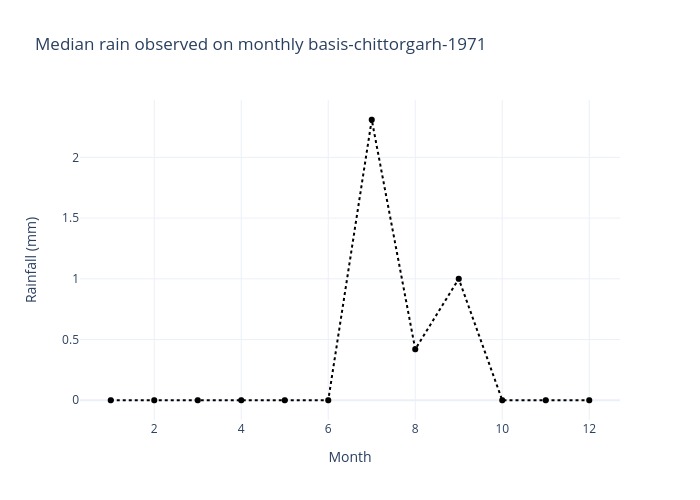 Median rain observed on monthly basis-chittorgarh-1971
2
1.5
1
0.5
0
Rainfall (mm)
2 4 6 8 10 12
Month